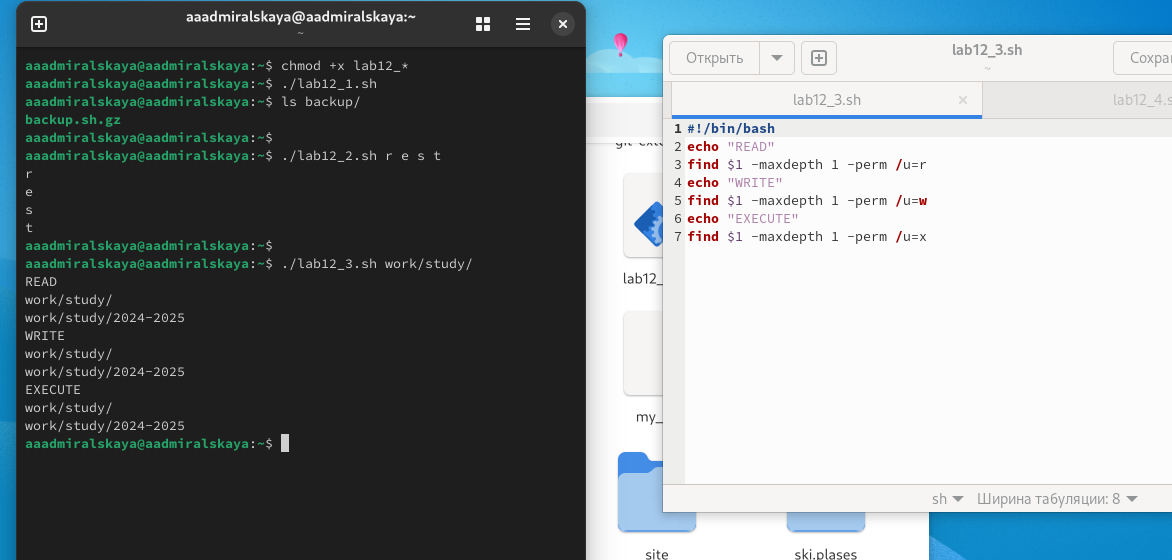 aaadmiralskaya@aadmiralskaya:~
~
aaadmiralskaya@aadmiralskaya:~$ chmod +x lab12_*
aaadmiralskaya@aadmiralskaya:~$ ./lab12_1.sh
aaadmiralskaya@aadmiralskaya:~$ ls backup/
backup.sh.gz
aaadmiralskaya@aadmiralskaya:~$
aaadmiralskaya@aadmiralskaya:~$ ./lab12_2.sh r e s t
r
e
s
t
aaadmiralskaya@aadmiralskaya:~$
aaadmiralskaya@aadmiralskaya:~$ ./lab12_3.sh work/study/
READ
work/study/
work/study/2024-2025
WRITE
work/study/
work/study/2024-2025
EXECUTE
work/study/
work/study/2024-2025
aaadmiralskaya@aadmiralskaya:~$
Открыть
lab12_3.sh
~
Сохра
lab12_3.sh
lab12_4.s
1 #!/bin/bash
2 echo "READ"
3 find $1 -maxdepth 1 -perm /u=r
4 echo "WRITE"
5 find $1 -maxdepth 1 -perm /u=w
6 echo "EXECUTE"
7 find $1 -maxdepth 1 -perm /u=x
sh
Ширина табуляции: 8
lab12_
my_
site
ski.plases